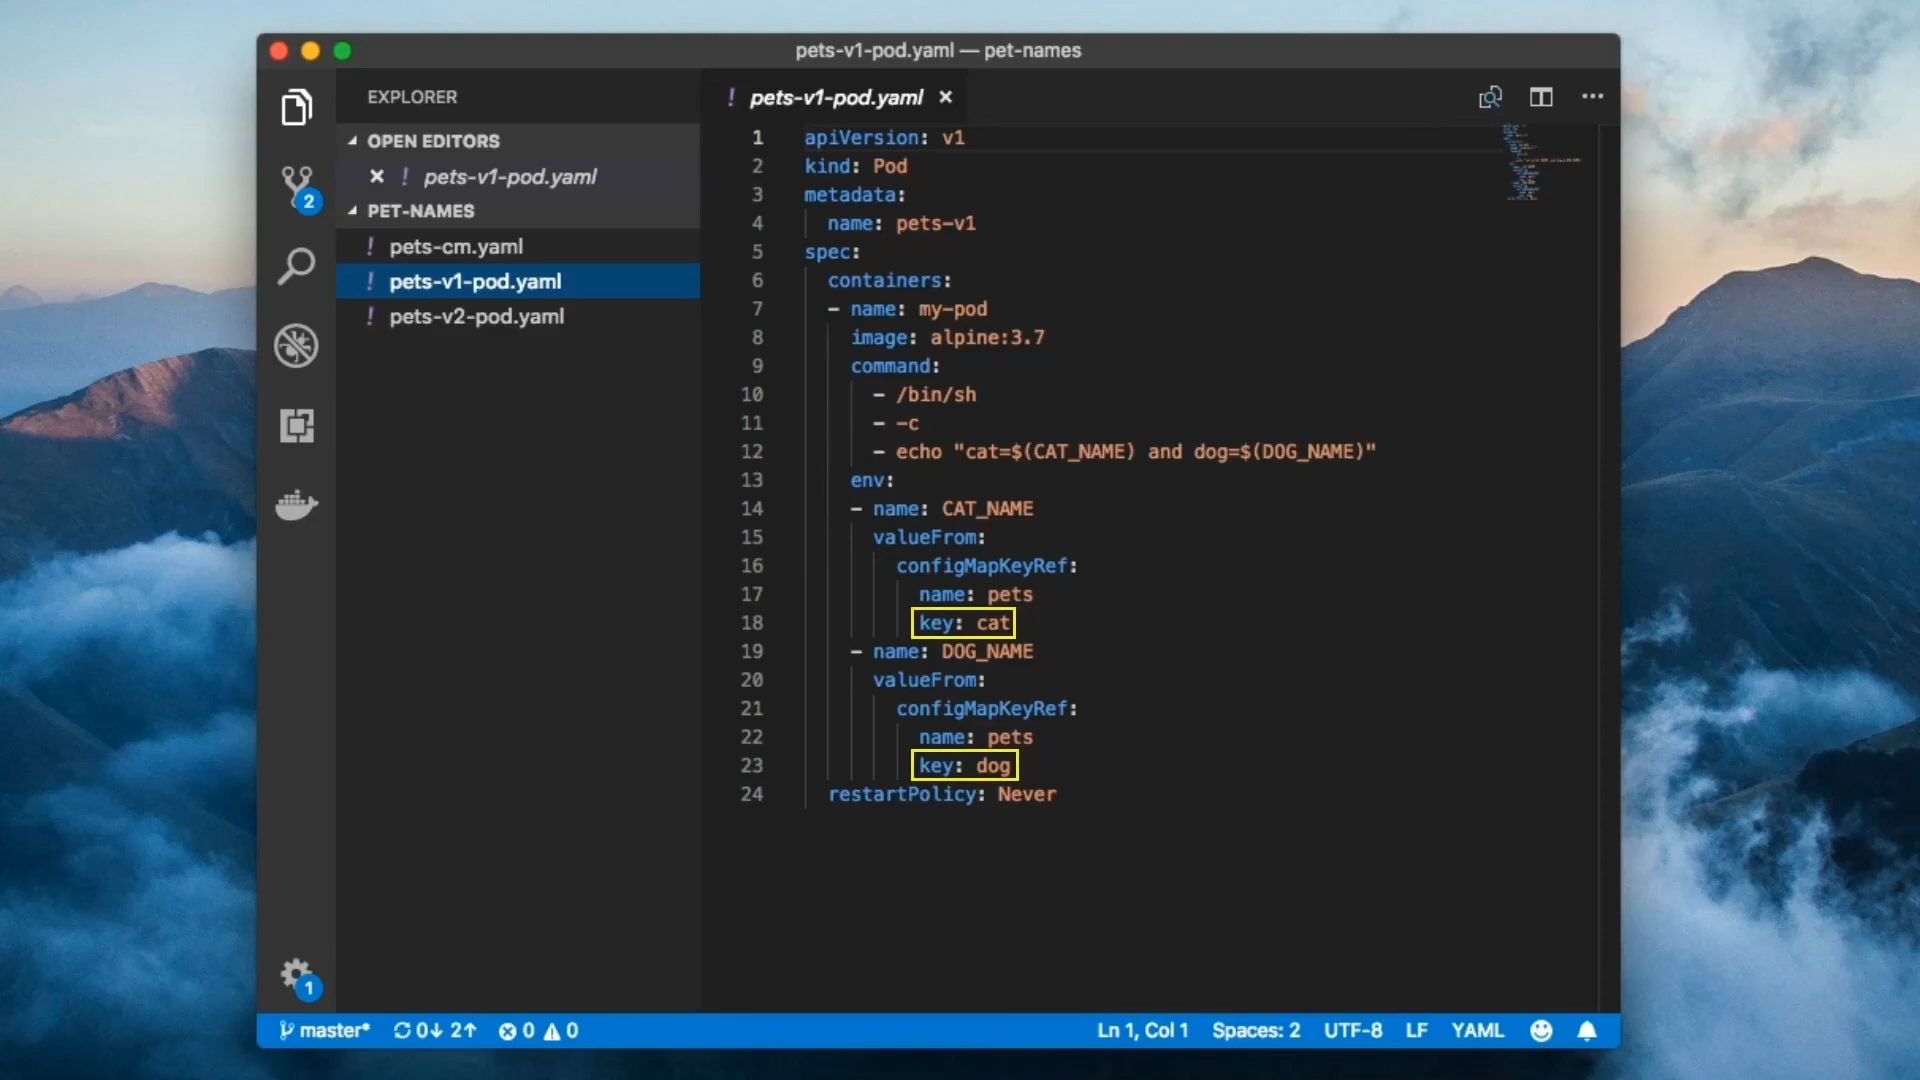 pets-v1-pod.yaml — pet-names
EXPLORER
OPEN EDITORS
pets-v1-pod.yaml
PET-NAMES
pets-cm.yaml
pets-v1-pod.yaml
pets-v2-pod.yaml
2
1
pets-v1-pod.yaml
1 apiVersion: v1
2 kind: Pod
3 metadata:
4 name: pets-v1
5 spec:
6 containers:
7 - name: my-pod
8 image: alpine:3.7
9 command:
10 - /bin/sh
11 - -c
12 - echo "cat=$(CAT_NAME) and dog=$(DOG_NAME)"
13 env:
14 - name: CAT_NAME
15 valueFrom:
16 configMapKeyRef:
17 name: pets
18 key: cat
19 - name: DOG_NAME
20 valueFrom:
21 configMapKeyRef:
22 name: pets
23 key: dog
24 restartPolicy: Never
master* 0↓ 2↑ 0 0 Ln 1, Col 1 Spaces: 2 UTF-8 LF YAML